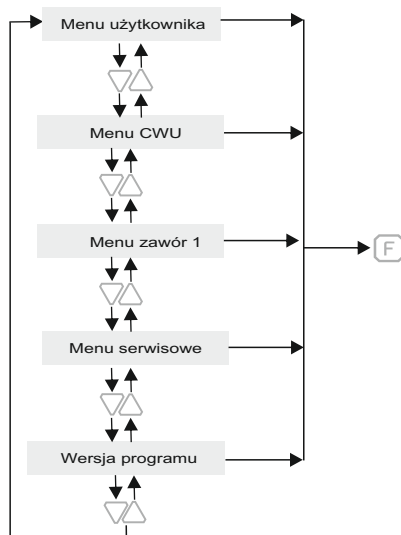 Menu użytkownika
Menu CWU
Menu zawór 1
F
Menu serwisowe
Wersja programu